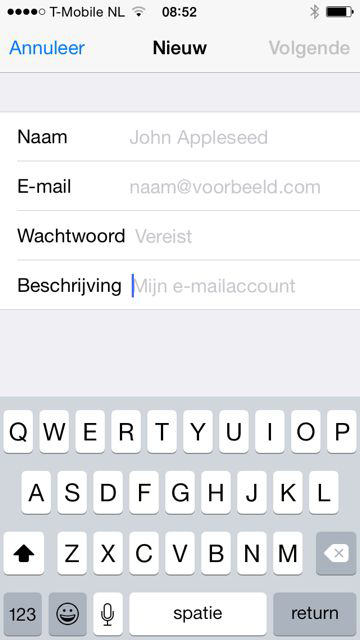 T-Mobile NL 08:52
Annuleer Nieuw Volgende
Naam John Appleseed
E-mail naam@voorbeeld.com
Wachtwoord Vereist
Beschrijving Mijn e-mailaccount
Q W E R T Y U I O P
A S D F G H J K L
Z X C V B N M
123 spatie return